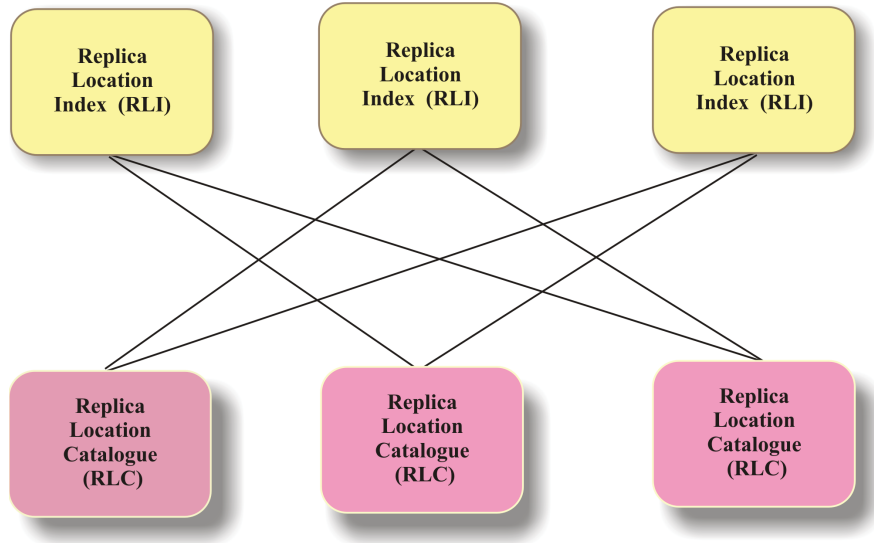 Replica
Location
Index (RLI)
Replica
Location
Index (RLI)
Replica
Location
Index (RLI)
Replica
Location
Catalogue
(RLC)
Replica
Location
Catalogue
(RLC)
Replica
Location
Catalogue
(RLC)